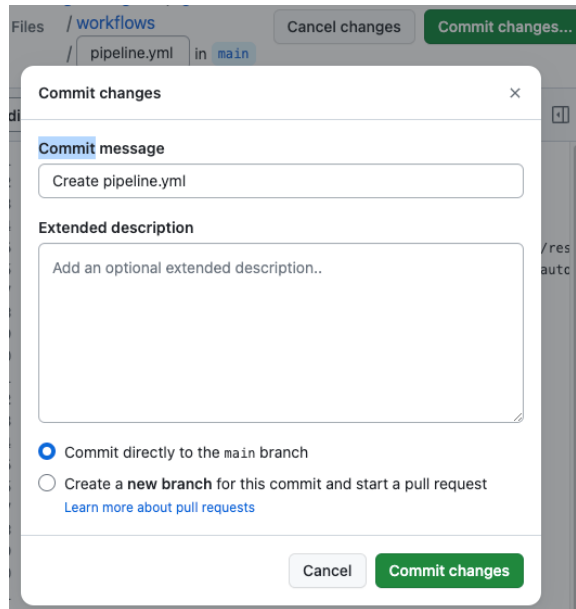 Files / workflows
Cancel changes
Commit changes...
/ pipeline.yml in main
Commit changes
Commit message
Create pipeline.yml
/res
Extended description
Add an optional extended description..
Commit directly to the main branch
Create a new branch for this commit and start a pull request
Learn more about pull requests
Cancel
Commit changes